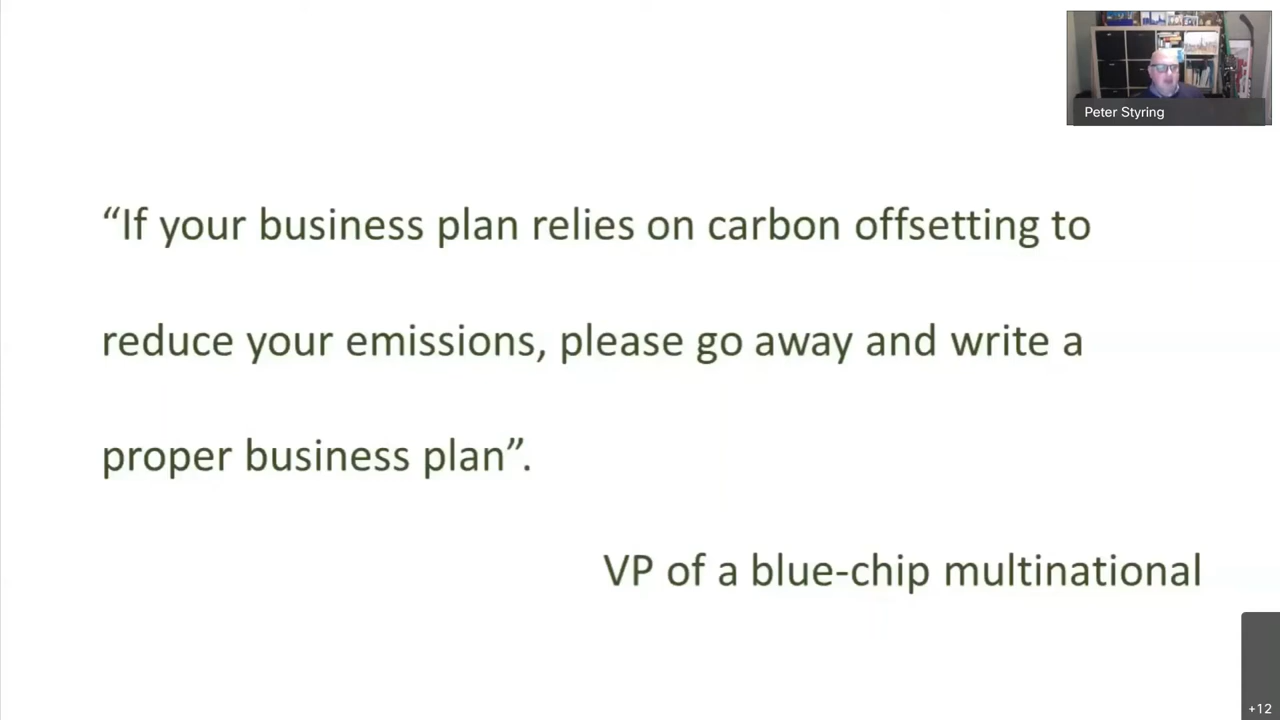 Peter Styring
“If your business plan relies on carbon offsetting to
reduce your emissions, please go away and write a
proper business plan”.
VP of a blue-chip multinational
+12